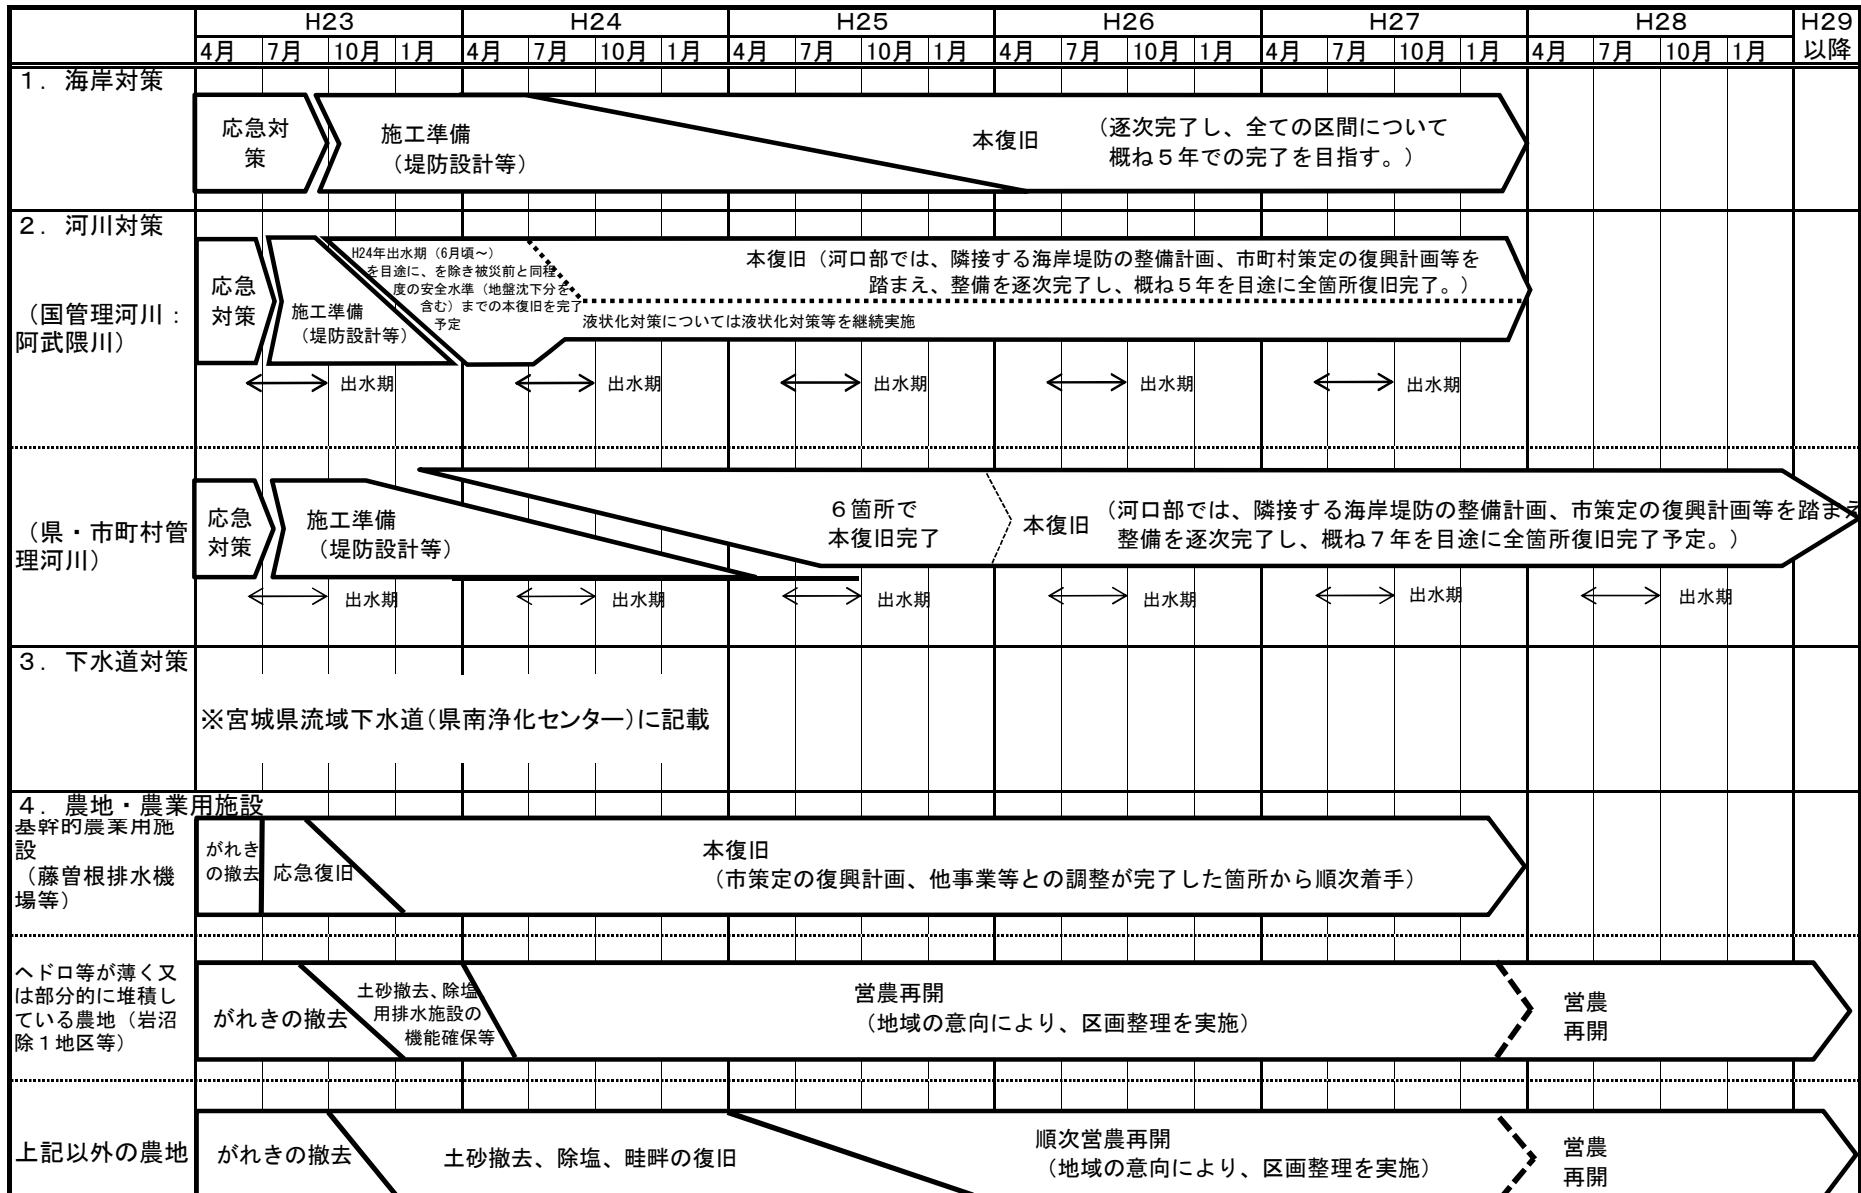 H23 H24 H25 H26 H27 H28 H29
4月 7月 10月 1月 4月 7月 10月 1月 4月 7月 10月 1月 4月 7月 10月 1月 4月 7月 10月 1月 4月 7月 10月 1月 以降
１．海岸対策
応急対
策
施工準備
（堤防設計等）
本復旧
（逐次完了し、全ての区間について
概ね５年での完了を目指す。）
２．河川対策
（国管理河川：
阿武隈川）
応急
対策
施工準備
（堤防設計等）
H24年出水期（6月頃～）
を目途に、を除き被災前と同程
度の安全水準（地盤沈下分を
含む）までの本復旧を完了
予定
本復旧（河口部では、隣接する海岸堤防の整備計画、市町村策定の復興計画等を
踏まえ、整備を逐次完了し、概ね５年を目途に全箇所復旧完了。）
液状化対策については液状化対策等を継続実施
出水期 出水期 出水期 出水期 出水期
（県・市町村管
理河川）
応急
対策
施工準備
（堤防設計等）
６箇所で
本復旧完了
本復旧
（河口部では、隣接する海岸堤防の整備計画、市策定の復興計画等を踏まえ
整備を逐次完了し、概ね７年を目途に全箇所復旧完了予定。）
出水期 出水期 出水期 出水期 出水期 出水期
３．下水道対策
※宮城県流域下水道（県南浄化センター）に記載
４．農地・農業用施設
基幹的農業用施
設
（藤曽根排水機
場等）
がれき
の撤去
応急復旧
本復旧
（市策定の復興計画、他事業等との調整が完了した箇所から順次着手）
ヘドロ等が薄く又
は部分的に堆積し
ている農地（岩沼
除１地区等）
がれきの撤去
土砂撤去、除塩
用排水施設の
機能確保等
営農再開
（地域の意向により、区画整理を実施）
営農
再開
上記以外の農地
がれきの撤去
土砂撤去、除塩、畦畔の復旧
順次営農再開
（地域の意向により、区画整理を実施）
営農
再開